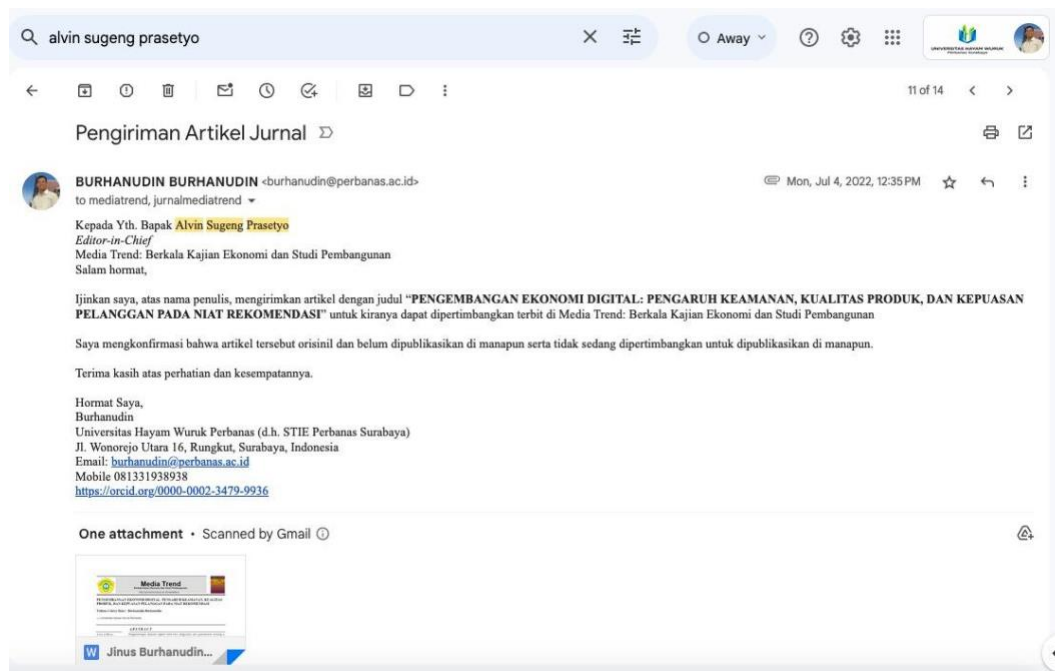 alvin sugeng prasetyo
Away
UNIVERSITAS HAYAM WURUK
11 of 14
Pengiriman Artikel Jurnal
BURHANUDIN BURHANUDIN <burhanudin@perbanas.ac.id>
Mon, Jul 4, 2022, 12:35 PM
to mediatrend, jurnalmediatrend
Kepada Yth. Bapak Alvin Sugeng Prasetyo
Editor-in-Chief
Media Trend: Berkala Kajian Ekonomi dan Studi Pembangunan
Salam hormat,
Ijinkan saya, atas nama penulis, mengirimkan artikel dengan judul “PENGEMBANGAN EKONOMI DIGITAL: PENGARUH KEAMANAN, KUALITAS PRODUK, DAN KEPUASAN
PELANGGAN PADA NIAT REKOMENDASI” untuk kiranya dapat dipertimbangkan terbit di Media Trend: Berkala Kajian Ekonomi dan Studi Pembangunan
Saya mengkonfirmasi bahwa artikel tersebut orisinil dan belum dipublikasikan di manapun serta tidak sedang dipertimbangkan untuk dipublikasikan di manapun.
Terima kasih atas perhatian dan kesempatannya.
Hormat Saya,
Burhanudin
Universitas Hayam Wuruk Perbanas (d.h. STIE Perbanas Surabaya)
Jl. Wonorejo Utara 16, Rungkut, Surabaya, Indonesia
Email: burhanudin@perbanas.ac.id
Mobile 081331938938
https://orcid.org/0000-0002-3479-9936
One attachment • Scanned by Gmail
Media Trend
W Jinus Burhanudin...